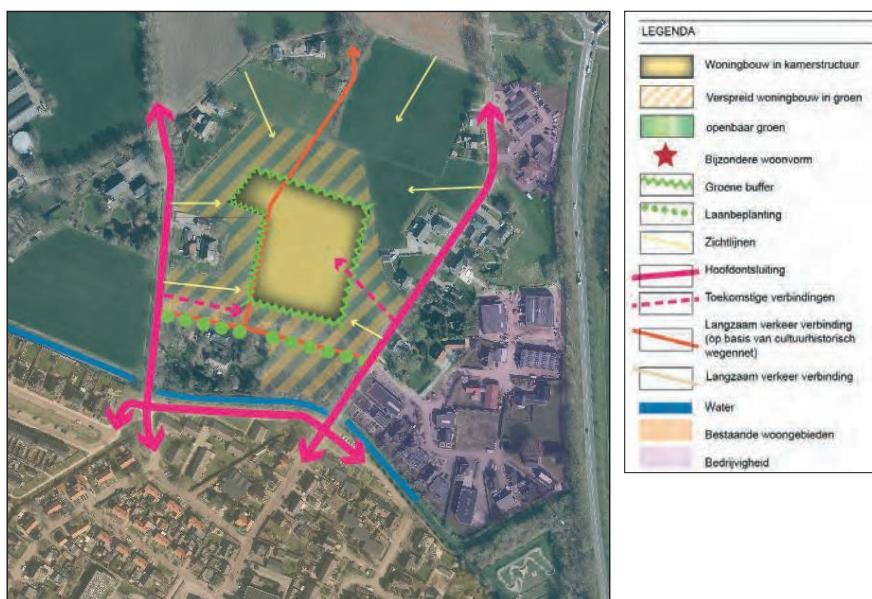 LEGENDA
Woningbouw in kamerstructuur
Verspreid woningbouw in groen
openbaar groen
Bijzondere woonvorm
Groene buffer
Laanbeplanting
Zichtlijnen
Hoofdontsluiting
Toekomstige verbindingen
Langzaam verkeer verbinding
(op basis van cultuurhistorisch
wegennet)
Langzaam verkeer verbinding
Water
Bestaande woongebieden
Bedrijvigheid